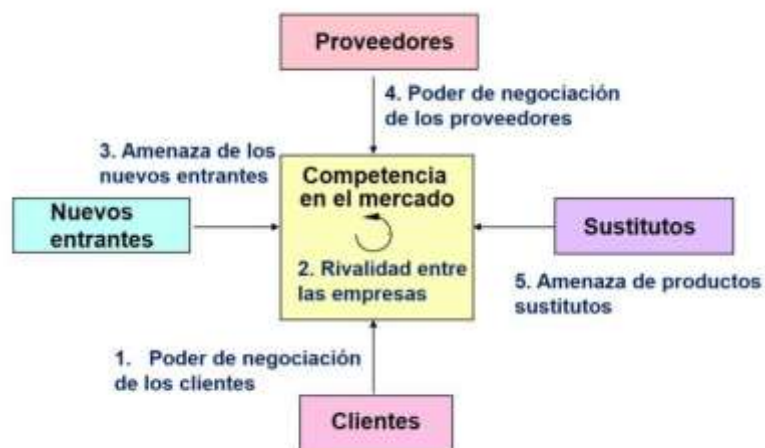 Proveedores
4. Poder de negociación
de los proveedores
3. Amenaza de los
nuevos entrantes
Competencia
en el mercado
Nuevos
entrantes
Sustitutos
2. Rivalidad entre
las empresas
5. Amenaza de productos
sustitutos
1. Poder de negociación
de los clientes
Clientes